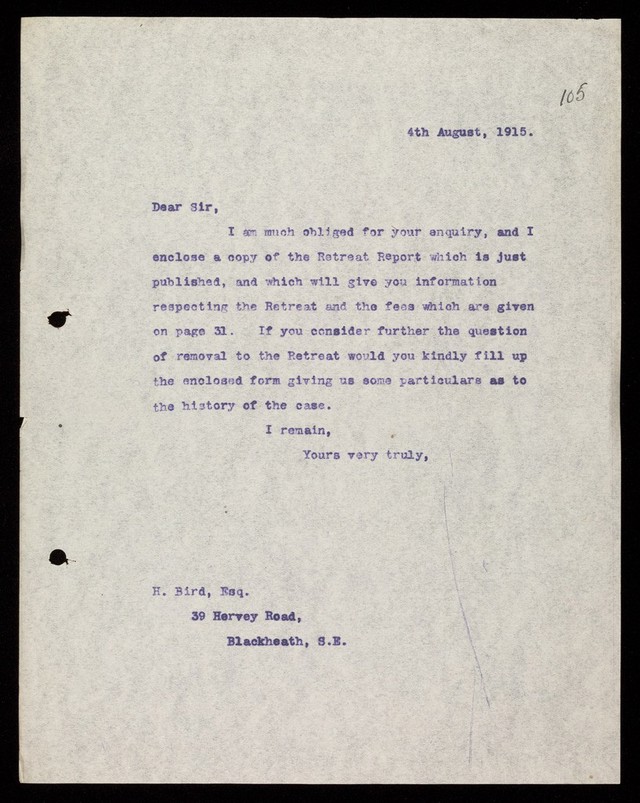 105
4th August, 1915.
Dear Sir,
I am much obliged for your enquiry, and I
enclose a copy of the Retreat Report which is just
published, and which will give you information
respecting the Retreat and the fees which are given
on page 31. If you consider further the question
of removal to the Retreat would you kindly fill up
the enclosed form giving us some particulars as to
the history of the case.
I remain,
Yours very truly,
H. Bird, Esq.
39 Hervey Road,
Blackheath, S.E.